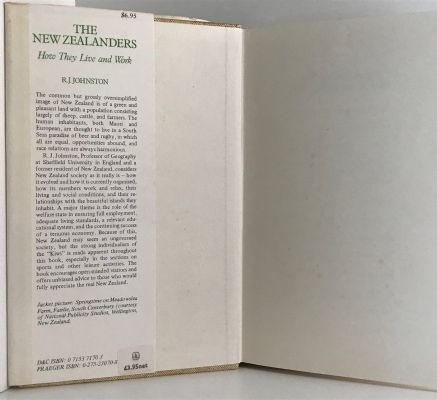 $6.95
THE
NEW ZEALANDERS
How They Live and Work
R.J JOHNSTON
The common but grossly oversimplified
image of New Zealand is of a green and
pleasant land with a population consisting
largely of sheep, cattle, and farmers. The
human inhabitants, both Maori and
European, are thought to live in a South
Seas paradise of beer and rugby, in which
all are equal, opportunities abound, and
race relations are always harmonious.
R. J. Johnston, Professor of Geography
at Sheffield University in England and a
former resident of New Zealand, considers
New Zealand society as it really is – how
it evolved and how it is currently organised,
how its members work and relax, their
living and social conditions, and their re-
lationships with the beautiful islands they
inhabit. A major theme is the role of the
welfare state in ensuring full employment,
adequate living standards, a relevant edu-
cational system, and the continuing success
of a tenuous economy. Because of this,
New Zealand may seem an ungoverned
society, but the strong individualism of
the "Kiwi" is made apparent throughout
this book, especially in the sections on
sports and other leisure activities. The
book encourages open-minded visitation and
offers unbiased advice to those who would
fully appreciate the real New Zealand.
Jacket picture: Springtime on Meadowlea
Farm, Fairlie, South Canterbury (courtesy
of National Publicity Studios, Wellington,
New Zealand.
D&C ISBN: 0 7153 7170 3
PRAEGER ISBN: 0-275-23070-8
£3.95 net